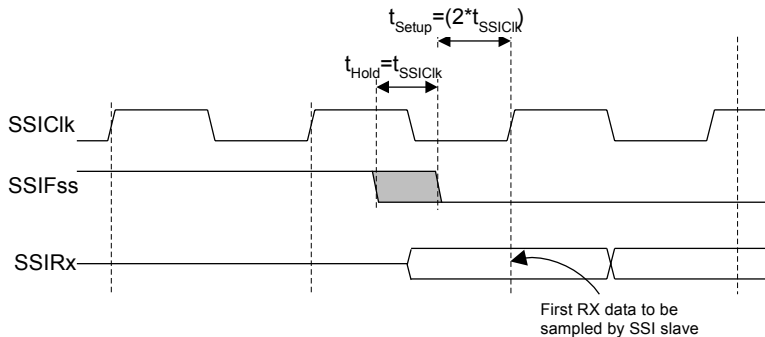 tSetup=(2*tSSIClk)
tHold=tSSIClk
SSIClk
SSIFss
SSIRx
First RX data to be
sampled by SSI slave